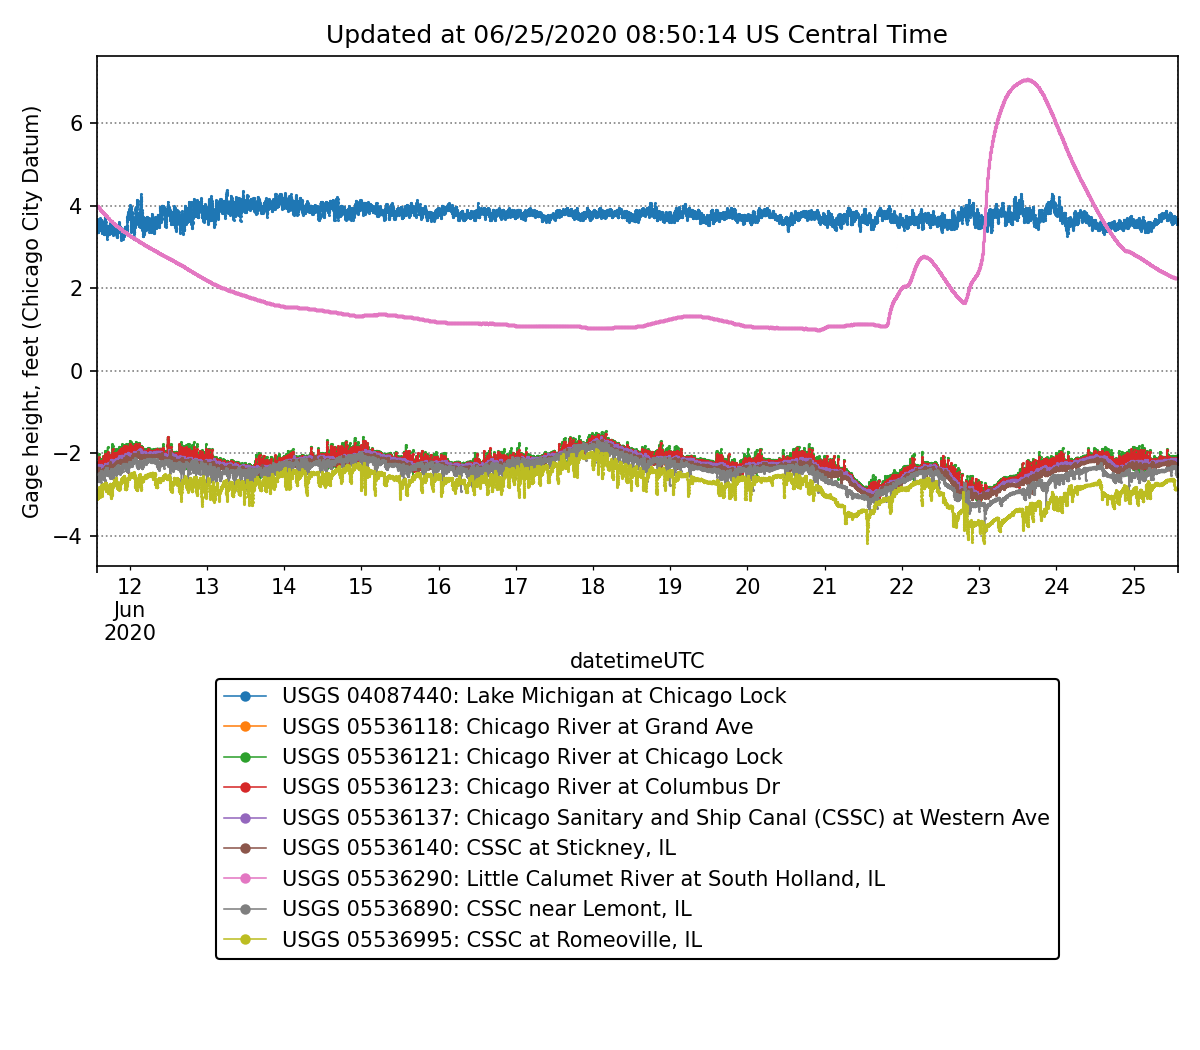 Updated at 06/25/2020 08:50:14 US Central Time
Gage height, feet (Chicago City Datum)
6
4
2
0
−2
−4
12 13 14 15 16 17 18 19 20 21 22 23 24 25
Jun
2020
datetimeUTC
USGS 04087440: Lake Michigan at Chicago Lock
USGS 05536118: Chicago River at Grand Ave
USGS 05536121: Chicago River at Chicago Lock
USGS 05536123: Chicago River at Columbus Dr
USGS 05536137: Chicago Sanitary and Ship Canal (CSSC) at Western Ave
USGS 05536140: CSSC at Stickney, IL
USGS 05536290: Little Calumet River at South Holland, IL
USGS 05536890: CSSC near Lemont, IL
USGS 05536995: CSSC at Romeoville, IL